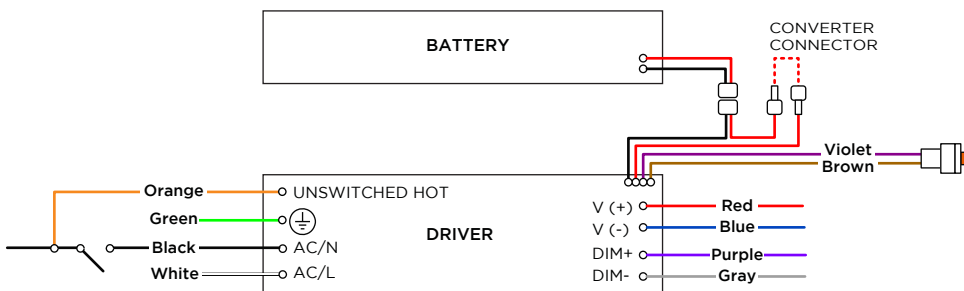 CONVERTER
CONNECTOR
BATTERY
Violet
Brown
Orange
UNSWITCHED HOT
Green
DRIVER
V (+)
Red
V (-)
Blue
Black
AC/N
DIM+
Purple
White
AC/L
DIM-
Gray